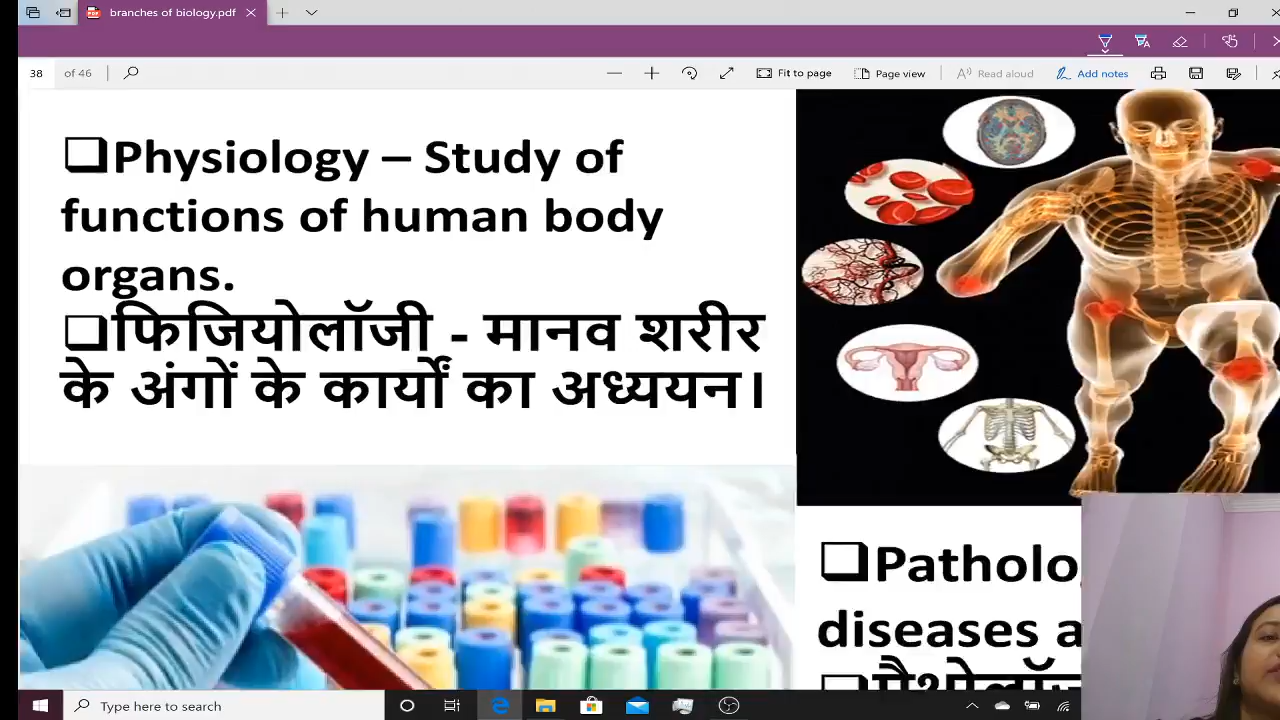 branches of biology.pdf
38 of 46
Fit to page
Page view
Read aloud
Add notes
Physiology – Study of
functions of human body
organs.
फिजियोलॉजी - मानव शरीर
के अंगों के कार्यों का अध्ययन।
diseases
Type here to search